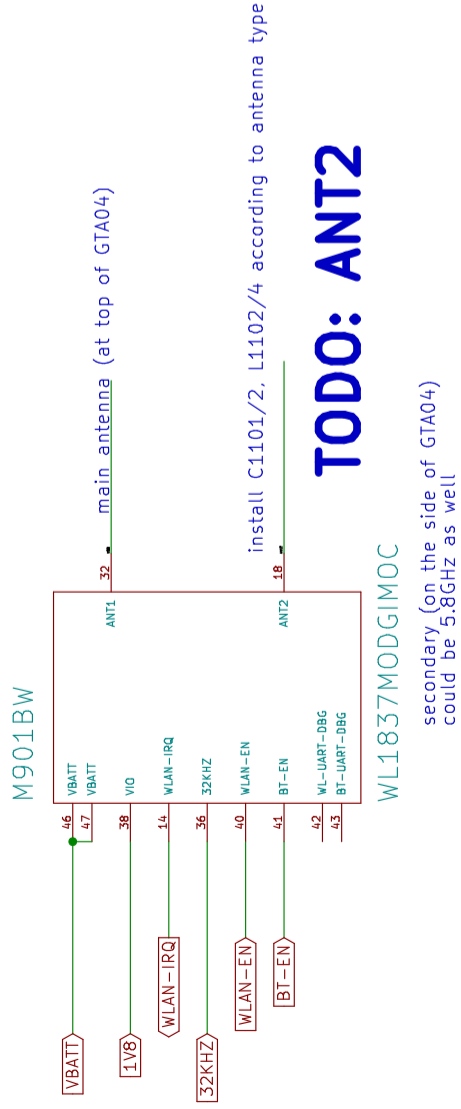 M901BW
VBATT
1V8
WLAN-IRQ
32KHZ
WLAN-EN
BT-EN
46
47
38
14
36
40
41
42
43
VBATT
VBATT
VIO
WLAN-IRQ
32KHZ
WLAN-EN
BT-EN
WL-UART-DBG
BT-UART-DBG
ANT1
ANT2
32
18
main antenna (at top of GTA04)
install C1101/2, L1102/4 according to antenna type
TODO: ANT2
WL1837MODGIMOC
secondary (on the side of GTA04)
could be 5.8GHz as well